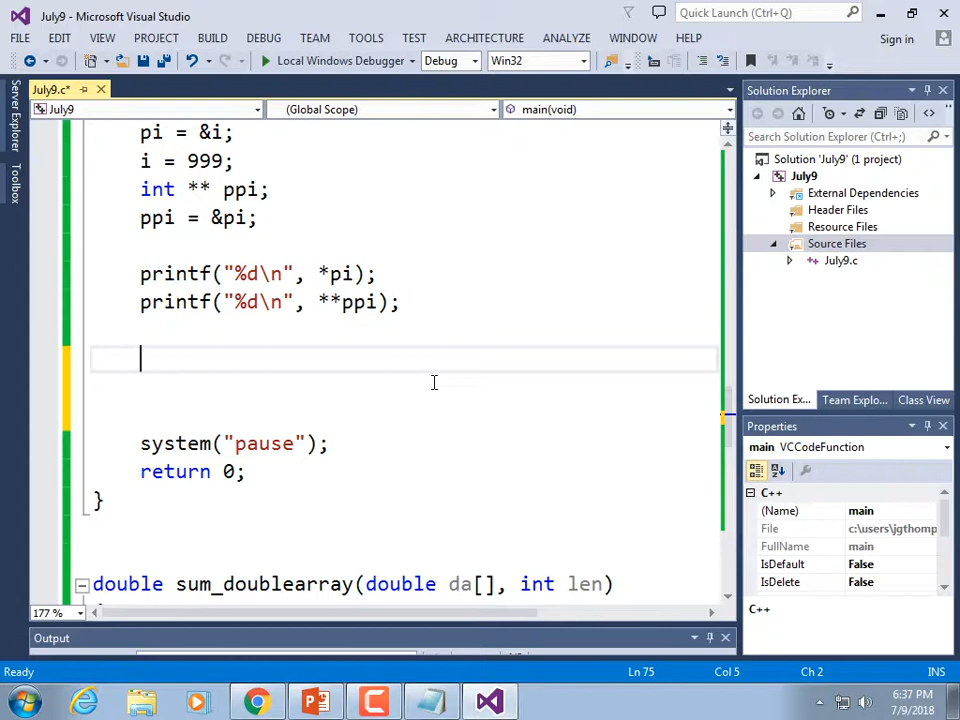 July9 - Microsoft Visual Studio
Quick Launch (Ctrl+Q)
FILE EDIT VIEW PROJECT BUILD DEBUG TEAM TOOLS TEST ARCHITECTURE ANALYZE WINDOW HELP
Sign in
Local Windows Debugger Debug Win32
Server Explorer
Toolbox
July9.c*
July9 (Global Scope) main(void)
pi = &i;
i = 999;
int ** ppi;
ppi = &pi;
printf("%d\n", *pi);
printf("%d\n", **ppi);
system("pause");
return 0;
}
double sum_doublearray(double da[], int len)
177 %
Output
Solution Explorer
Search Solution Explorer (Ctrl+;)
Solution 'July9' (1 project)
July9
External Dependencies
Header Files
Resource Files
Source Files
July9.c
Solution Ex... Team Explo... Class View
Properties
main VCCodeFunction
C++
(Name) main
File c:\users\jgthomp
FullName main
IsDefault False
IsDelete False
C++
Ready Ln 75 Col 5 Ch 2 INS
6:37 PM
7/9/2018